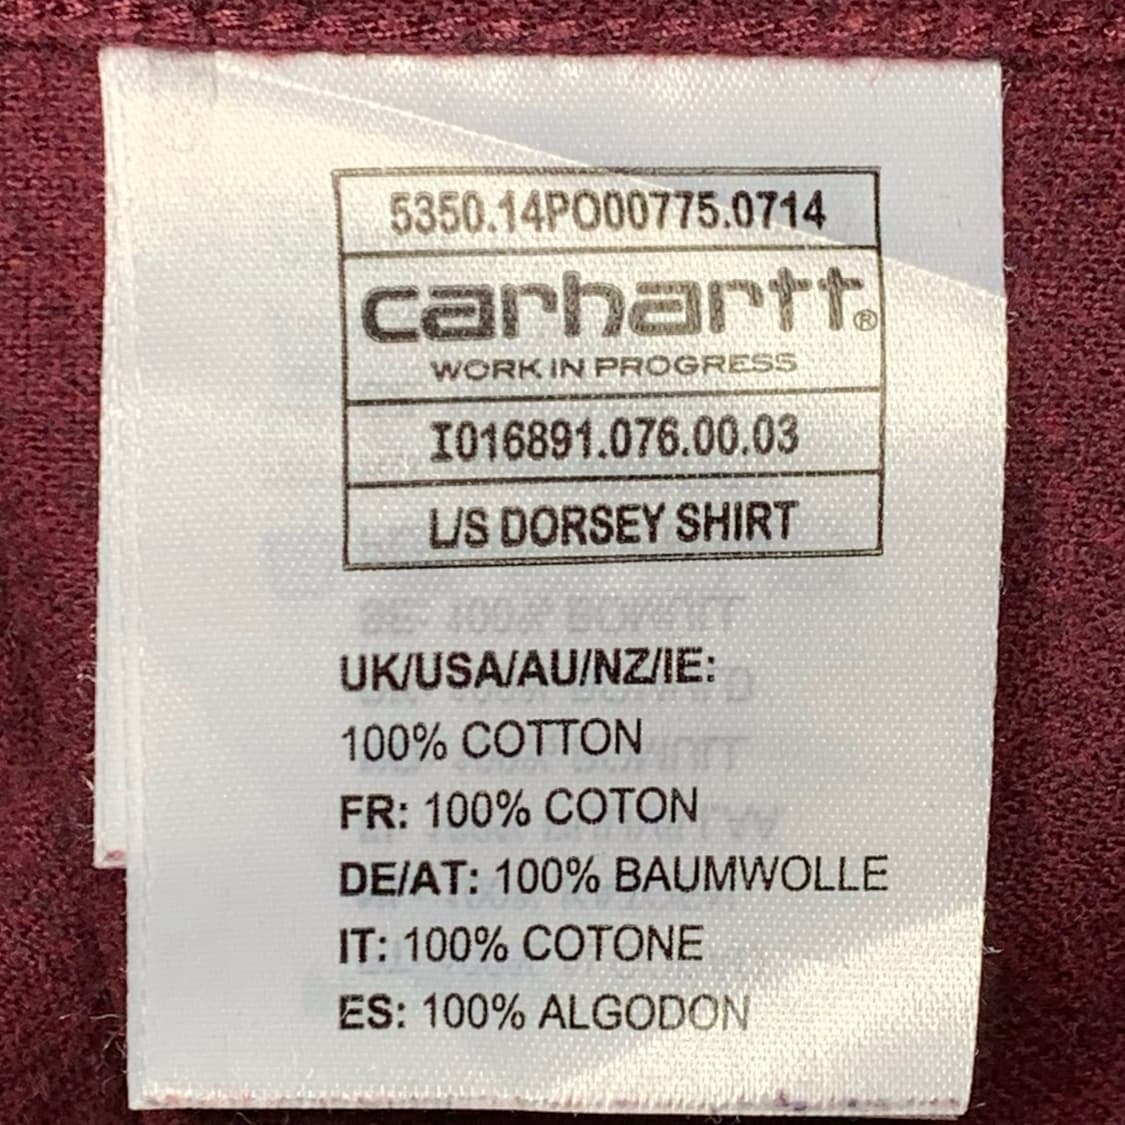 5350.14PO00775.0714
carhartt®
WORK IN PROGRESS
I016891.076.00.03
L/S DORSEY SHIRT
UK/USA/AU/NZ/IE:
100% COTTON
FR: 100% COTON
DE/AT: 100% BAUMWOLLE
IT: 100% COTONE
ES: 100% ALGODON